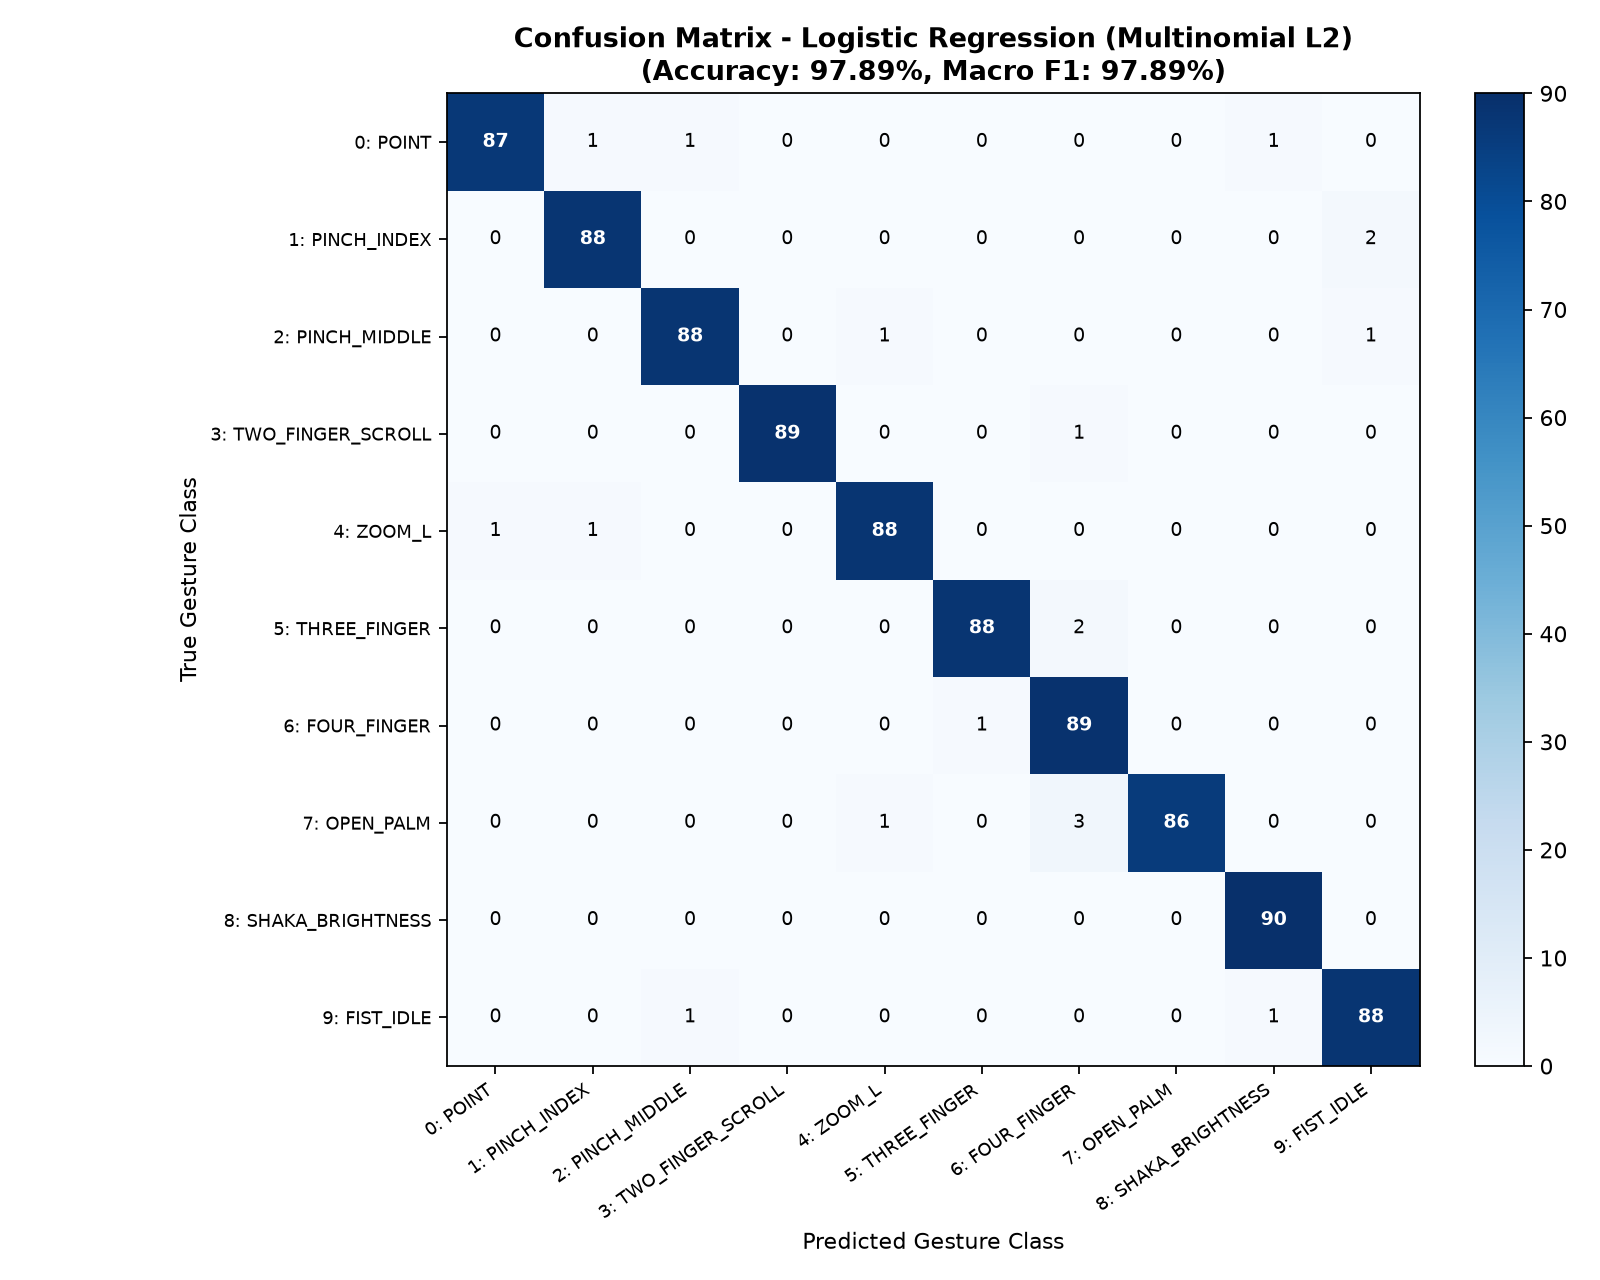 Confusion Matrix - Logistic Regression (Multinomial L2)
(Accuracy: 97.89%, Macro F1: 97.89%)
True Gesture Class
0: POINT 87 1 1 0 0 0 0 0 1 0
1: PINCH_INDEX 0 88 0 0 0 0 0 0 0 2
2: PINCH_MIDDLE 0 0 88 0 1 0 0 0 0 1
3: TWO_FINGER_SCROLL 0 0 0 89 0 0 1 0 0 0
4: ZOOM_L 1 1 0 0 88 0 0 0 0 0
5: THREE_FINGER 0 0 0 0 0 88 2 0 0 0
6: FOUR_FINGER 0 0 0 0 0 1 89 0 0 0
7: OPEN_PALM 0 0 0 0 1 0 3 86 0 0
8: SHAKA_BRIGHTNESS 0 0 0 0 0 0 0 0 90 0
9: FIST_IDLE 0 0 1 0 0 0 0 0 1 88
0: POINT
1: PINCH_INDEX
2: PINCH_MIDDLE
3: TWO_FINGER_SCROLL
4: ZOOM_L
5: THREE_FINGER
6: FOUR_FINGER
7: OPEN_PALM
8: SHAKA_BRIGHTNESS
9: FIST_IDLE
Predicted Gesture Class
90
80
70
60
50
40
30
20
10
0